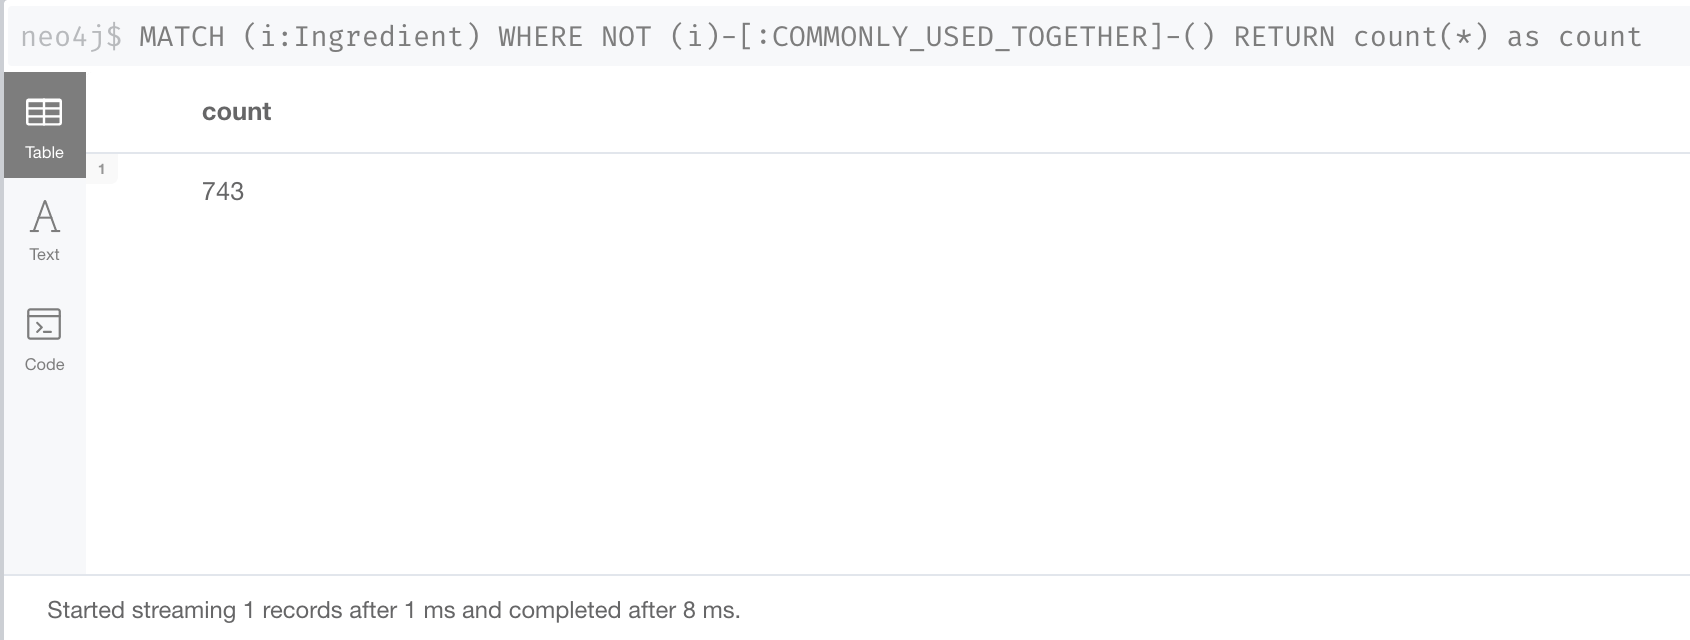 neo4j$ MATCH (i:Ingredient) WHERE NOT (i)-[:COMMONLY_USED_TOGETHER]-() RETURN count(*) as count
count
Table
1
743
Text
Code
Started streaming 1 records after 1 ms and completed after 8 ms.